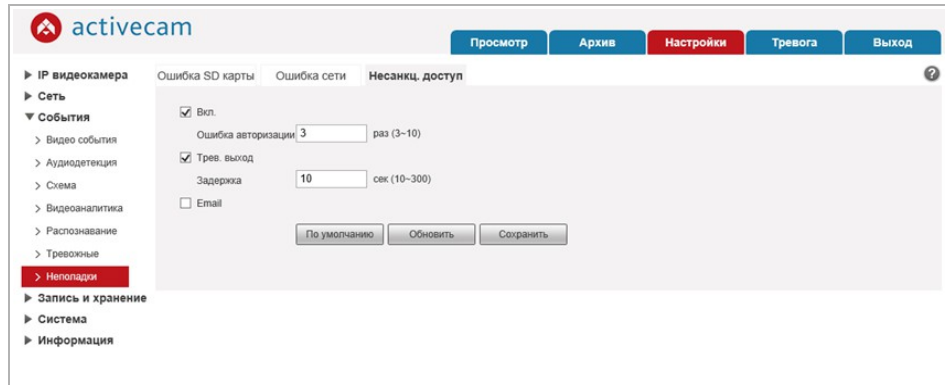 activecam
Просмотр Архив Настройки Тревога Выход
IP видеокамера
Сеть
События
Видео события
Аудиодетекция
Схема
Видеоаналитика
Распознавание
Тревожные
Неполадки
Запись и хранение
Система
Информация
Ошибка SD карты Ошибка сети Несанкц. доступ ?
Вкл.
Ошибка авторизации 3 раз (3~10)
Трев. выход
Задержка 10 сек (10~300)
Email
По умолчанию Обновить Сохранить